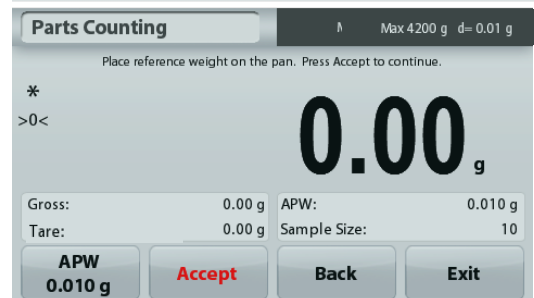 Parts Counting
Max 4200 g d= 0.01 g
Place reference weight on the pan. Press Accept to continue.
*
>0<
0.00 g
Gross: 0.00 g APW: 0.010 g
Tare: 0.00 g Sample Size: 10
APW
0.010 g
Accept
Back
Exit